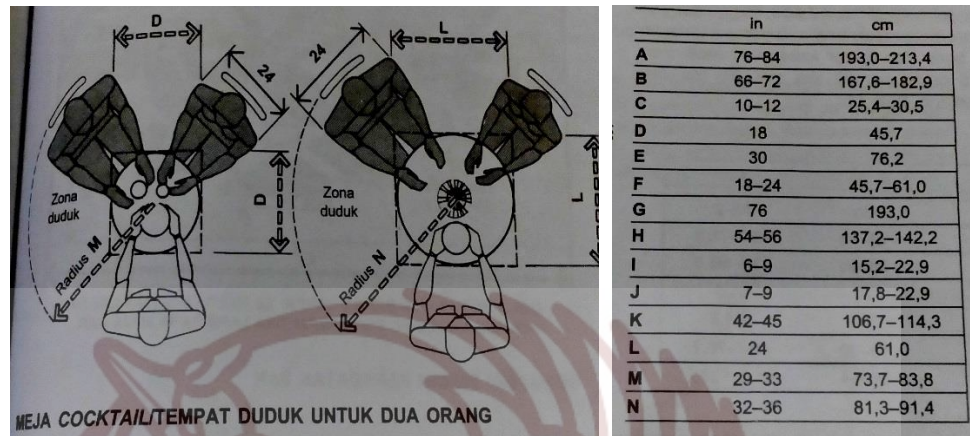 D
24
24
L
Zona
duduk
D
Radius M
Zona
duduk
L
Radius N
MEJA COCKTAIL/TEMPAT DUDUK UNTUK DUA ORANG
in cm
A 76–84 193,0–213,4
B 66–72 167,6–182,9
C 10–12 25,4–30,5
D 18 45,7
E 30 76,2
F 18–24 45,7–61,0
G 76 193,0
H 54–56 137,2–142,2
I 6–9 15,2–22,9
J 7–9 17,8–22,9
K 42–45 106,7–114,3
L 24 61,0
M 29–33 73,7–83,8
N 32–36 81,3–91,4